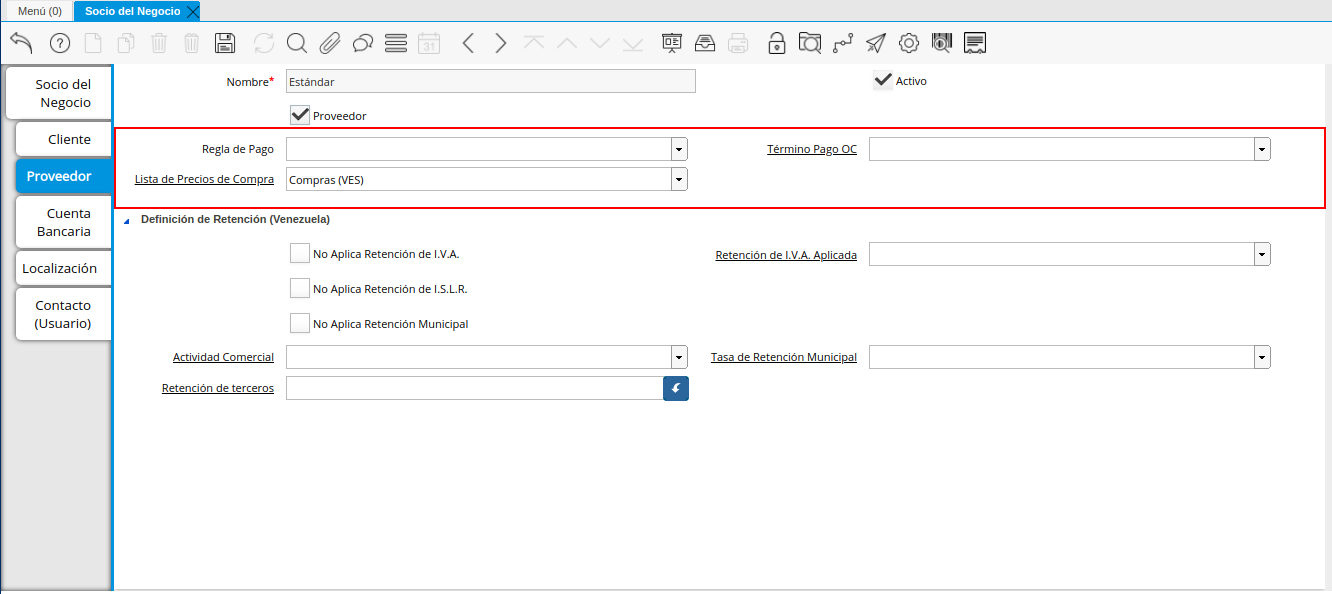 Menú (0)
Socio del Negocio
31
Socio del
Negocio
Cliente
Proveedor
Cuenta
Bancaria
Localización
Contacto
(Usuario)
Nombre*
Estándar
Activo
Proveedor
Regla de Pago
Término Pago OC
Lista de Precios de Compra
Compras (VES)
Definición de Retención (Venezuela)
No Aplica Retención de I.V.A.
Retención de I.V.A. Aplicada
No Aplica Retención de I.S.L.R.
No Aplica Retención Municipal
Actividad Comercial
Tasa de Retención Municipal
Retención de terceros